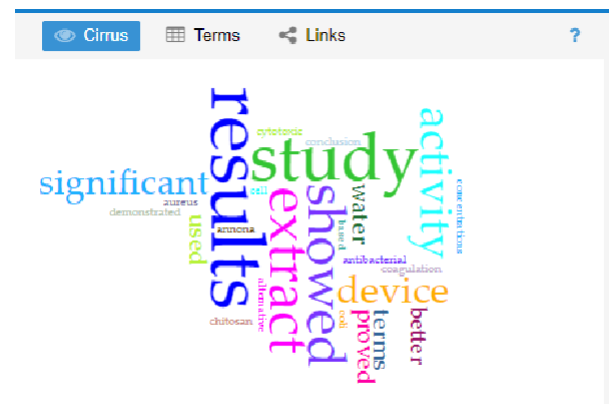 Cirrus Terms Links ?
results
cytotoxic
conclusion
study
activity
significant
cell
concentrations
aureus
demonstrated
used
annona
extract
showed
water
based
antibacterial
coagulation
device
alternative
chitosan
coli
proved
terms
better